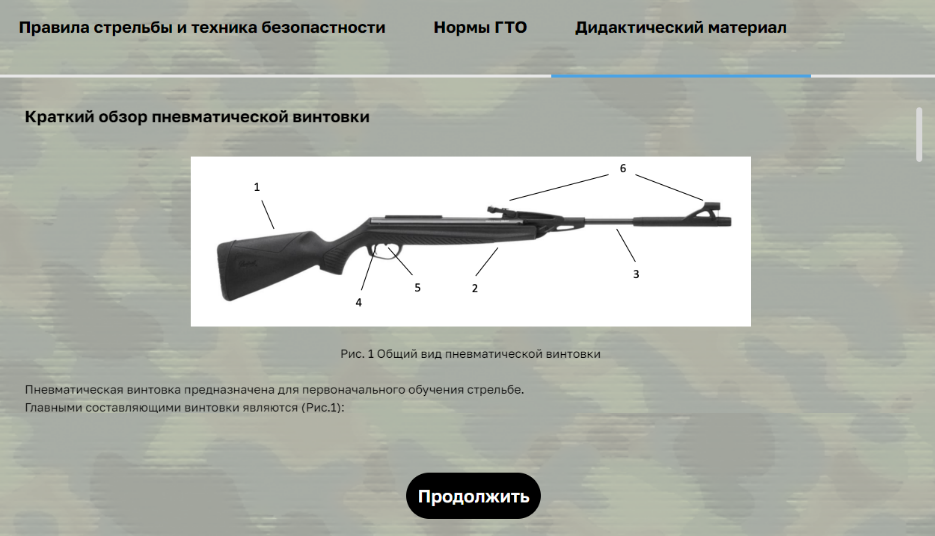 Правила стрельбы и техника безопастности
Нормы ГТО
Дидактический материал
Краткий обзор пневматической винтовки
6
1
4
5
2
3
Рис. 1 Общий вид пневматической винтовки
Пневматическая винтовка предназначена для первоначального обучения стрельбе.
Главными составляющими винтовки являются (Рис.1):
Продолжить